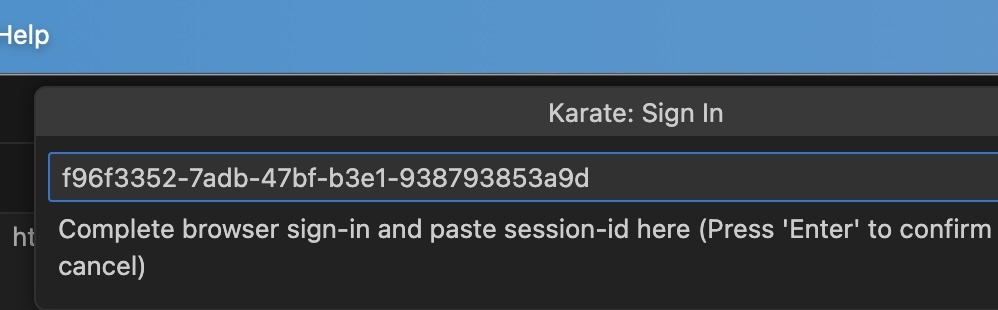 Help
Karate: Sign In
f96f3352-7adb-47bf-b3e1-938793853a9d
Complete browser sign-in and paste session-id here (Press 'Enter' to confirm
ht
cancel)